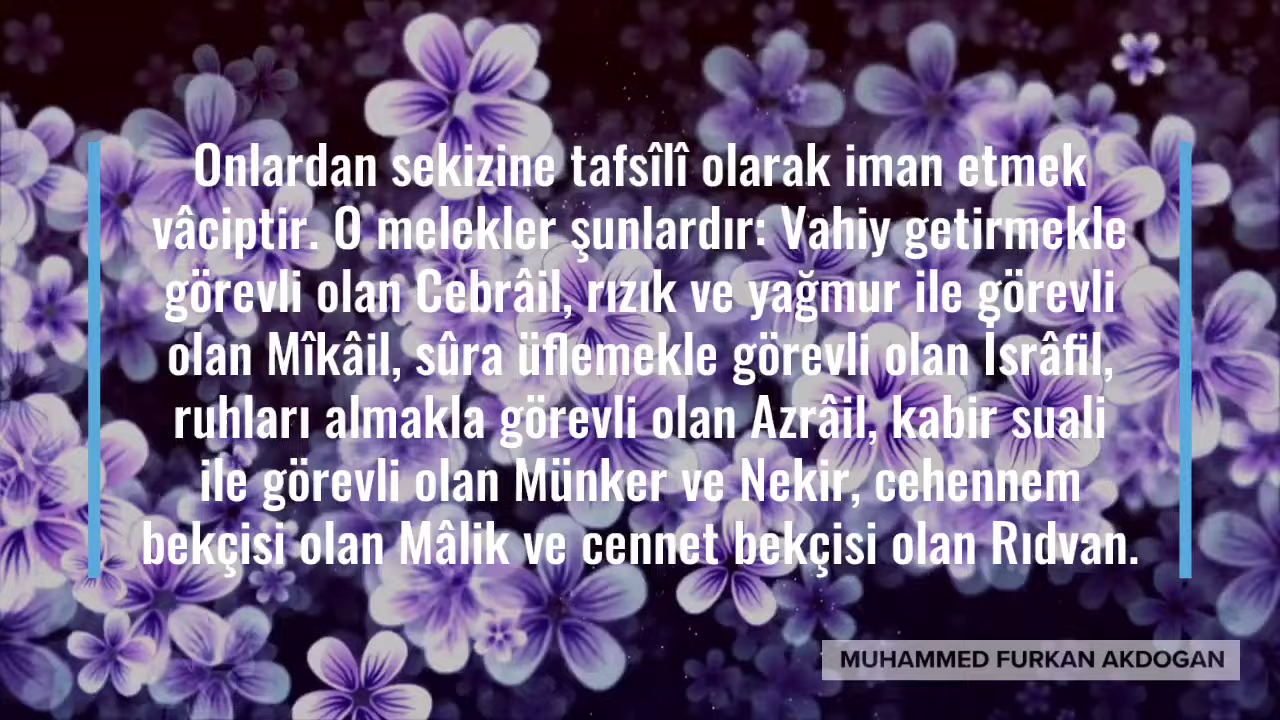 Onlardan sekizine tafsîlî olarak iman etmek
vâciptir. O melekler şunlardır: Vahiy getirmekle
görevli olan Cebrâil, rızık ve yağmur ile görevli
olan Mîkâil, sûra üflemekle görevli olan İsrâfil,
ruhları almakla görevli olan Azrâil, kabir suali
ile görevli olan Münker ve Nekir, cehennem
bekçisi olan Mâlik ve cennet bekçisi olan Rıdvan.
MUHAMMED FURKAN AKDOGAN